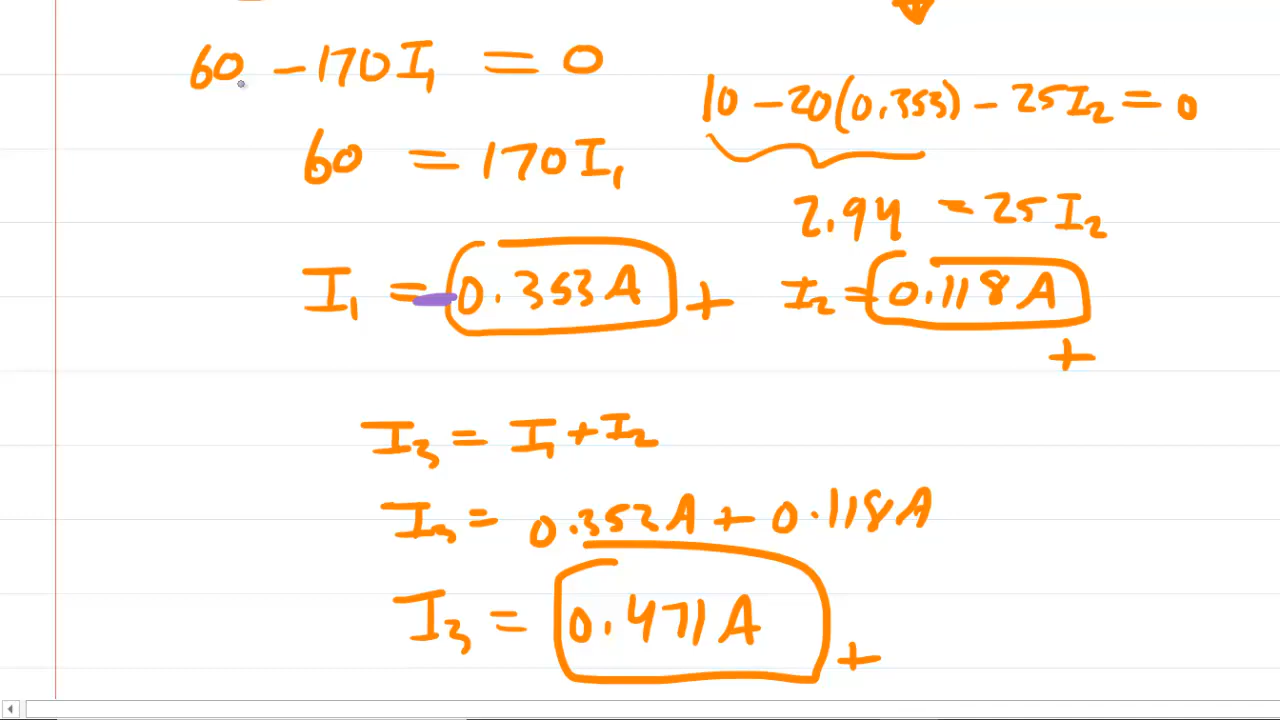 60 - 170I₁ = 0
60 = 170I₁
I₁ = 0.353A +
10 - 20(0.353) - 25I₂ = 0
2.94 = 25I₂
I₂ = 0.118A
+
I₃ = I₁ + I₂
I₃ = 0.353A + 0.118A
I₃ = 0.471A +